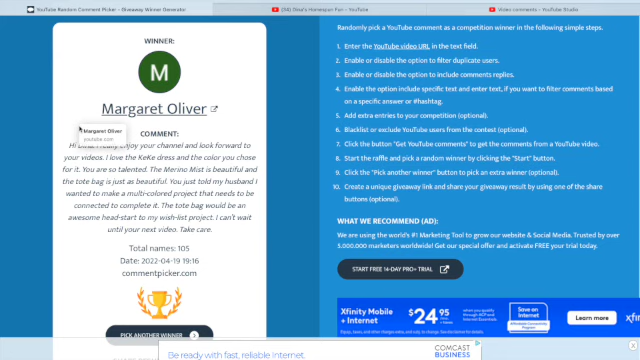 YouTube Random Comment Picker - Giveaway Winner Generator
YouTube
Video comments - YouTube Studio
WINNER:
M
Margaret Oliver
Margaret Oliver
youtube.com
COMMENT:
enjoy your channel and look forward to
your videos. I love the KeKe dress and the color you
chose for it. You are so talented. The Merino Mist is beautiful and
the tote bag is just as beautiful. You just told my husband I
wanted to make a multi-colored project that needs to be
connected to complete it. The tote bag would be an
awesome head-start to my wish-list project. I can't wait
until your next video. Take care.
Total names: 105
Date: 2022-04-19 19:16
commentpicker.com
PICK ANOTHER WINNER
Randomly pick a YouTube comment as a competition winner in the following simple steps.
1. Enter the YouTube video URL in the text field.
2. Enable or disable the option to filter duplicate users.
3. Enable or disable the option to include comments replies.
4. Enable the option include specific text and enter text, if you want to filter comments based
on a specific answer or #hashtag.
5. Add extra entries to your competition (optional).
6. Blacklist or exclude YouTube users from the contest (optional).
7. Click the button "Get YouTube comments" to get the comments from a YouTube video.
8. Start the raffle and pick a random winner by clicking the "Start" button.
9. Click the "Pick another winner" button to pick an extra winner (optional).
10. Create a unique giveaway link and share your giveaway result by using one of the share
buttons (optional).
WHAT WE RECOMMEND (AD):
We are using the world's #1 Marketing Tool to grow our website & Social Media. Trusted by over
5.000.000 marketers worldwide! Get our special offer and activate FREE your trial today.
START FREE 14-DAY PRO+ TRIAL
Xfinity Mobile
+ Internet
$24.95
Save on
Internet
Learn more
xfi
Be ready with fast, reliable Internet.
COMCAST
BUSINESS